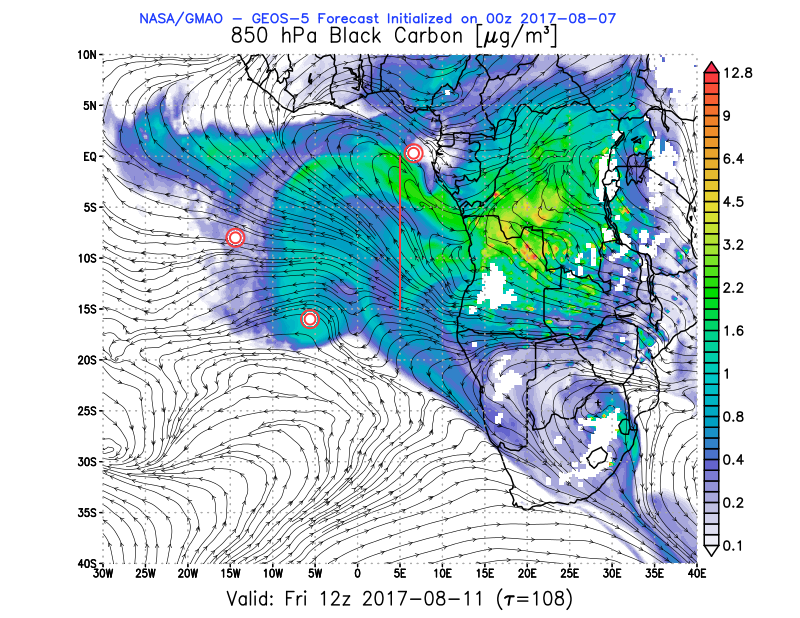 NASA/GMAO − GEOS−5 Forecast Initialized on 00z 2017−08−07
850 hPa Black Carbon [μg/m³]
10N
5N
EQ
5S
10S
15S
20S
25S
30S
35S
40S
30W 25W 20W 15W 10W 5W 0 5E 10E 15E 20E 25E 30E 35E 40E
12.8
9
6.4
4.5
3.2
2.2
1.6
1
0.8
0.4
0.2
0.1
Valid: Fri 12z 2017−08−11 (τ=108)